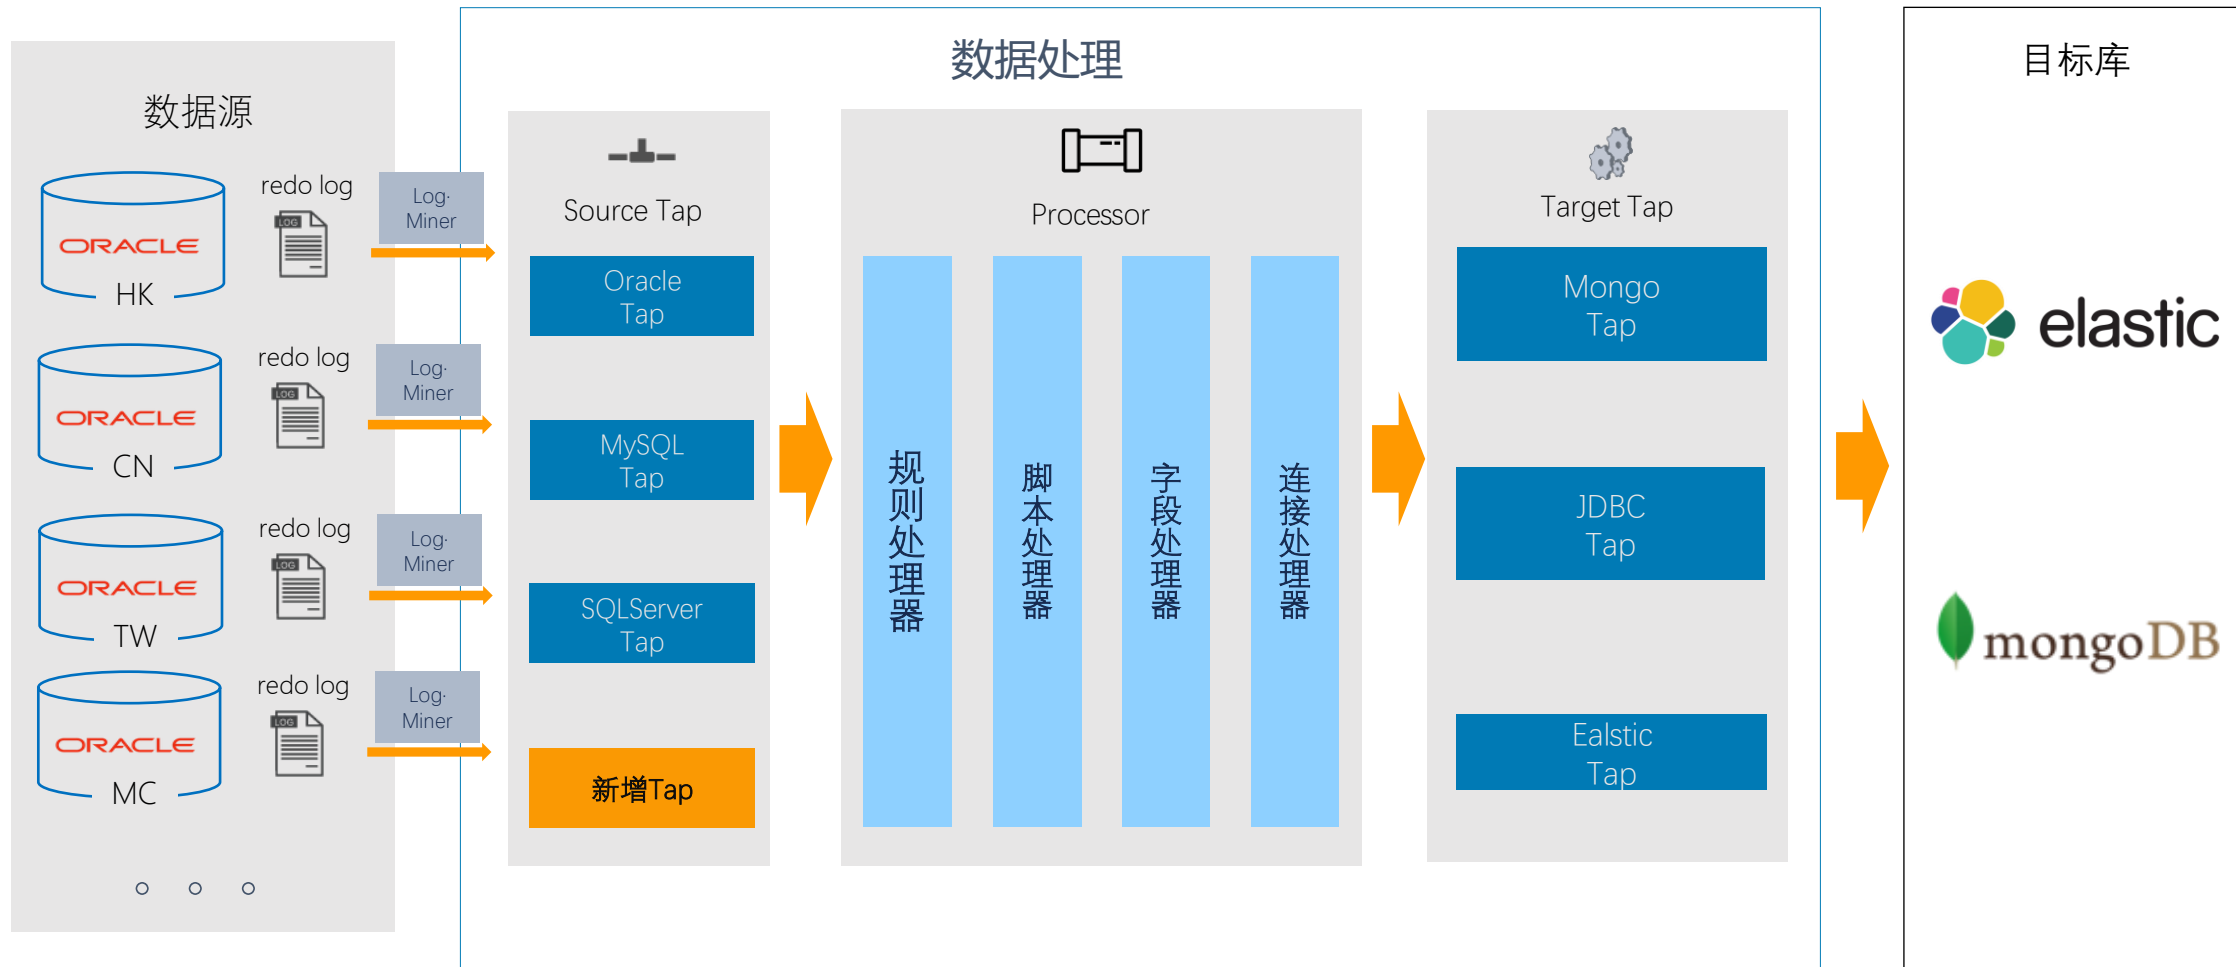 数据处理
目标库
数据源
redo log
Log·
Miner
ORACLE
HK
redo log
Log·
Miner
ORACLE
CN
redo log
Log·
Miner
ORACLE
TW
redo log
Log·
Miner
ORACLE
MC
LOG
LOG
LOG
LOG
Source Tap
Oracle
Tap
MySQL
Tap
SQLServer
Tap
新增Tap
Processor
规则处理器
脚本处理器
字段处理器
连接处理器
Target Tap
Mongo
Tap
JDBC
Tap
Ealstic
Tap
elastic
mongoDB